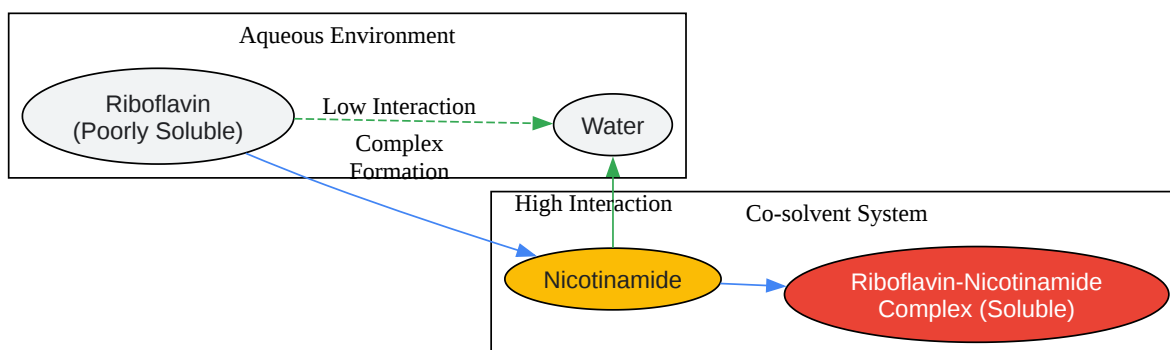 Aqueous Environment
Riboflavin
(Poorly Soluble)
Low Interaction
Water
Complex
Formation
High Interaction
Co-solvent System
Nicotinamide
Riboflavin-Nicotinamide
Complex (Soluble)